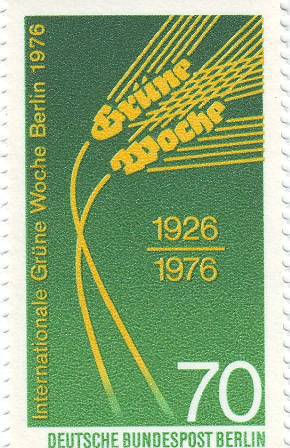 Internationale Grüne Woche Berlin 1976
Grüne
Woche
1926
1976
70
DEUTSCHE BUNDESPOST BERLIN